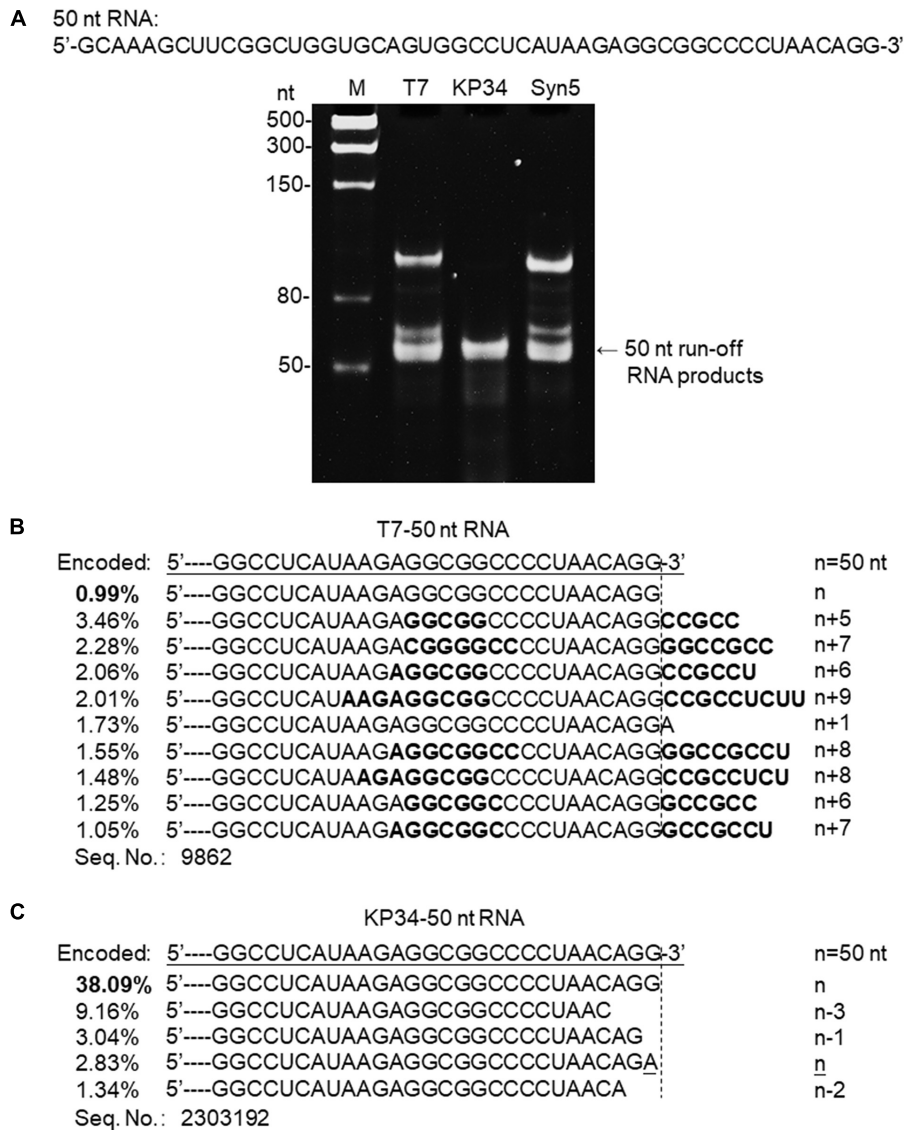 A
50 nt RNA:
5'-GCAAAGCUUCGGCUGGUGCAGUGGCCUCAUAAGAGGCGGCCCCUAACAGG-3'
nt M T7 KP34 Syn5
500-
300-
150-
80-
50-
← 50 nt run-off
RNA products
B
T7-50 nt RNA
Encoded: 5'----GGCCUCAUAAGAGGCGGCCCCUAACAGG-3' n=50 nt
0.99% 5'----GGCCUCAUAAGAGGCGGCCCCUAACAGG n
3.46% 5'----GGCCUCAUAAGAGGCGGCCCCUAACAGGCCGCC n+5
2.28% 5'----GGCCUCAUAAGACGGGGCCCCUAACAGGGGCCGCC n+7
2.06% 5'----GGCCUCAUAAGAGGCGGCCCCUAACAGGCCGCCU n+6
2.01% 5'----GGCCUCAUAAGAGGCGGCCCCUAACAGGCCGCCUCUU n+9
1.73% 5'----GGCCUCAUAAGAGGCGGCCCCUAACAGGA n+1
1.55% 5'----GGCCUCAUAAGAGGCGGCCCCUAACAGGGGCCGCCU n+8
1.48% 5'----GGCCUCAUAAGAGGCGGCCCCUAACAGGCCGCCUCU n+8
1.25% 5'----GGCCUCAUAAGAGGCGGCCCCUAACAGGGCCGCC n+6
1.05% 5'----GGCCUCAUAAGAGGCGGCCCCUAACAGGGCCGCCU n+7
Seq. No.: 9862
C
KP34-50 nt RNA
Encoded: 5'----GGCCUCAUAAGAGGCGGCCCCUAACAGG-3' n=50 nt
38.09% 5'----GGCCUCAUAAGAGGCGGCCCCUAACAGG n
9.16% 5'----GGCCUCAUAAGAGGCGGCCCCUAAC n-3
3.04% 5'----GGCCUCAUAAGAGGCGGCCCCUAACAG n-1
2.83% 5'----GGCCUCAUAAGAGGCGGCCCCUAACAGA n
1.34% 5'----GGCCUCAUAAGAGGCGGCCCCUAACA n-2
Seq. No.: 2303192